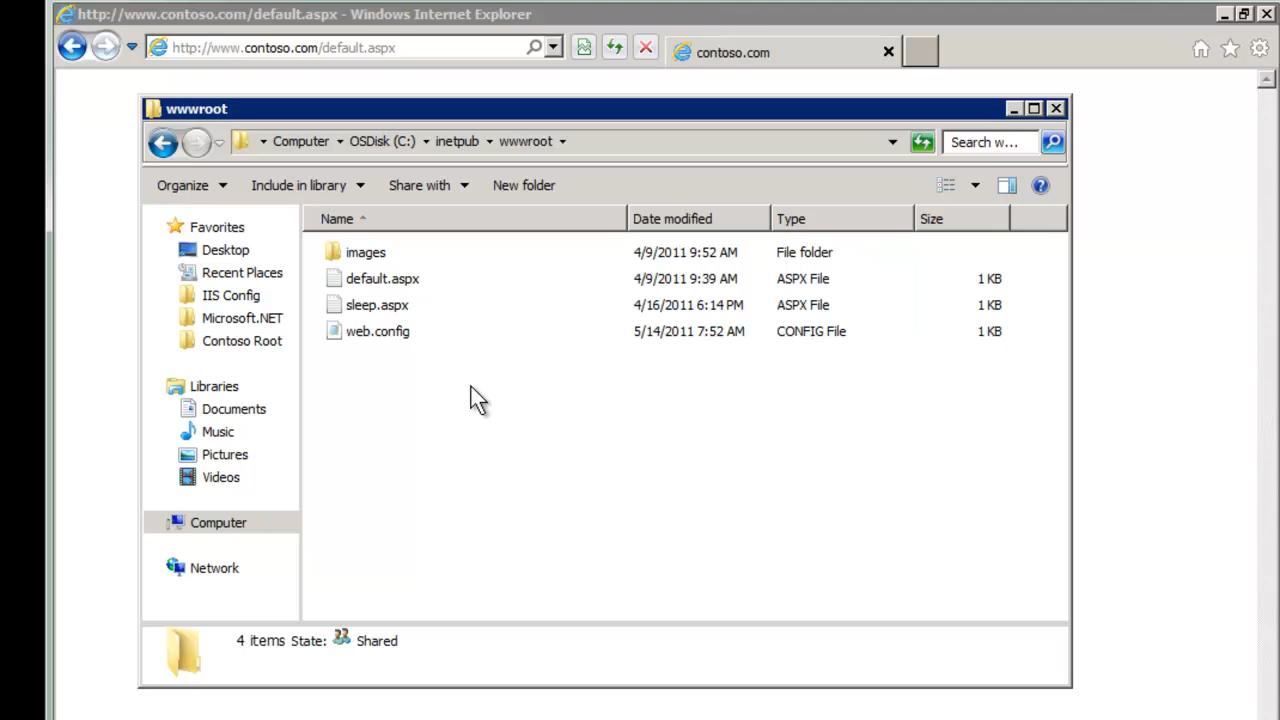 http://www.contoso.com/default.aspx - Windows Internet Explorer
http://www.contoso.com/default.aspx
contoso.com
wwwroot
Computer OSDisk (C:) inetpub wwwroot
Search w...
Organize Include in library Share with New folder
Name Date modified Type Size
Favorites
Desktop
Recent Places
IIS Config
Microsoft.NET
Contoso Root
Libraries
Documents
Music
Pictures
Videos
Computer
Network
images 4/9/2011 9:52 AM File folder
default.aspx 4/9/2011 9:39 AM ASPX File 1 KB
sleep.aspx 4/16/2011 6:14 PM ASPX File 1 KB
web.config 5/14/2011 7:52 AM CONFIG File 1 KB
4 items State: Shared